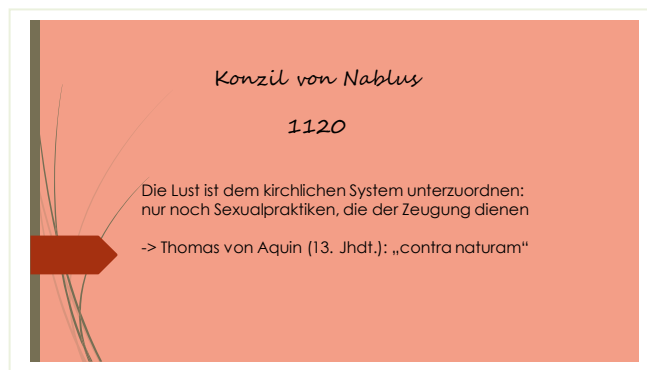 Konzil von Nablus
1120
Die Lust ist dem kirchlichen System unterzuordnen:
nur noch Sexualpraktiken, die der Zeugung dienen
-> Thomas von Aquin (13. Jhdt.): „contra naturam“